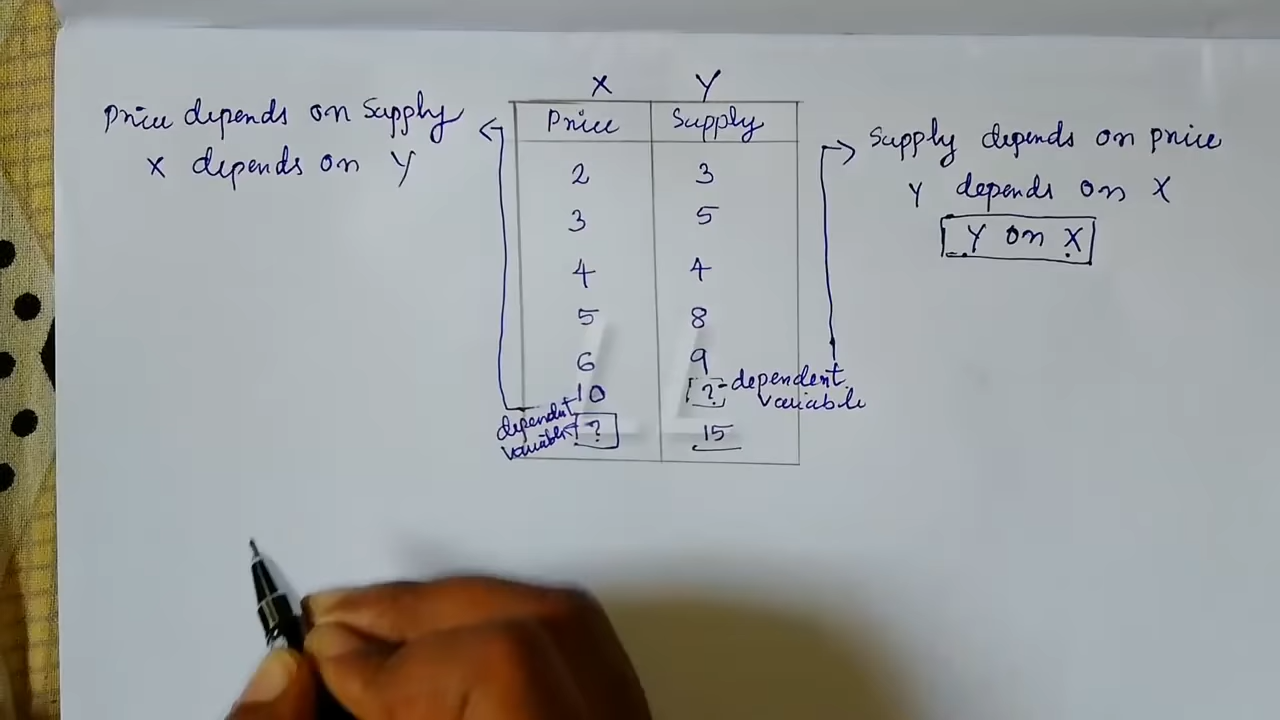 Price depends on Supply
X depends on Y
X Y
Price Supply
2 3
3 5
4 4
5 8
6 9
10 ? - dependent variable
dependent variable ? 15
Supply depends on price
Y depends on X
Y on X